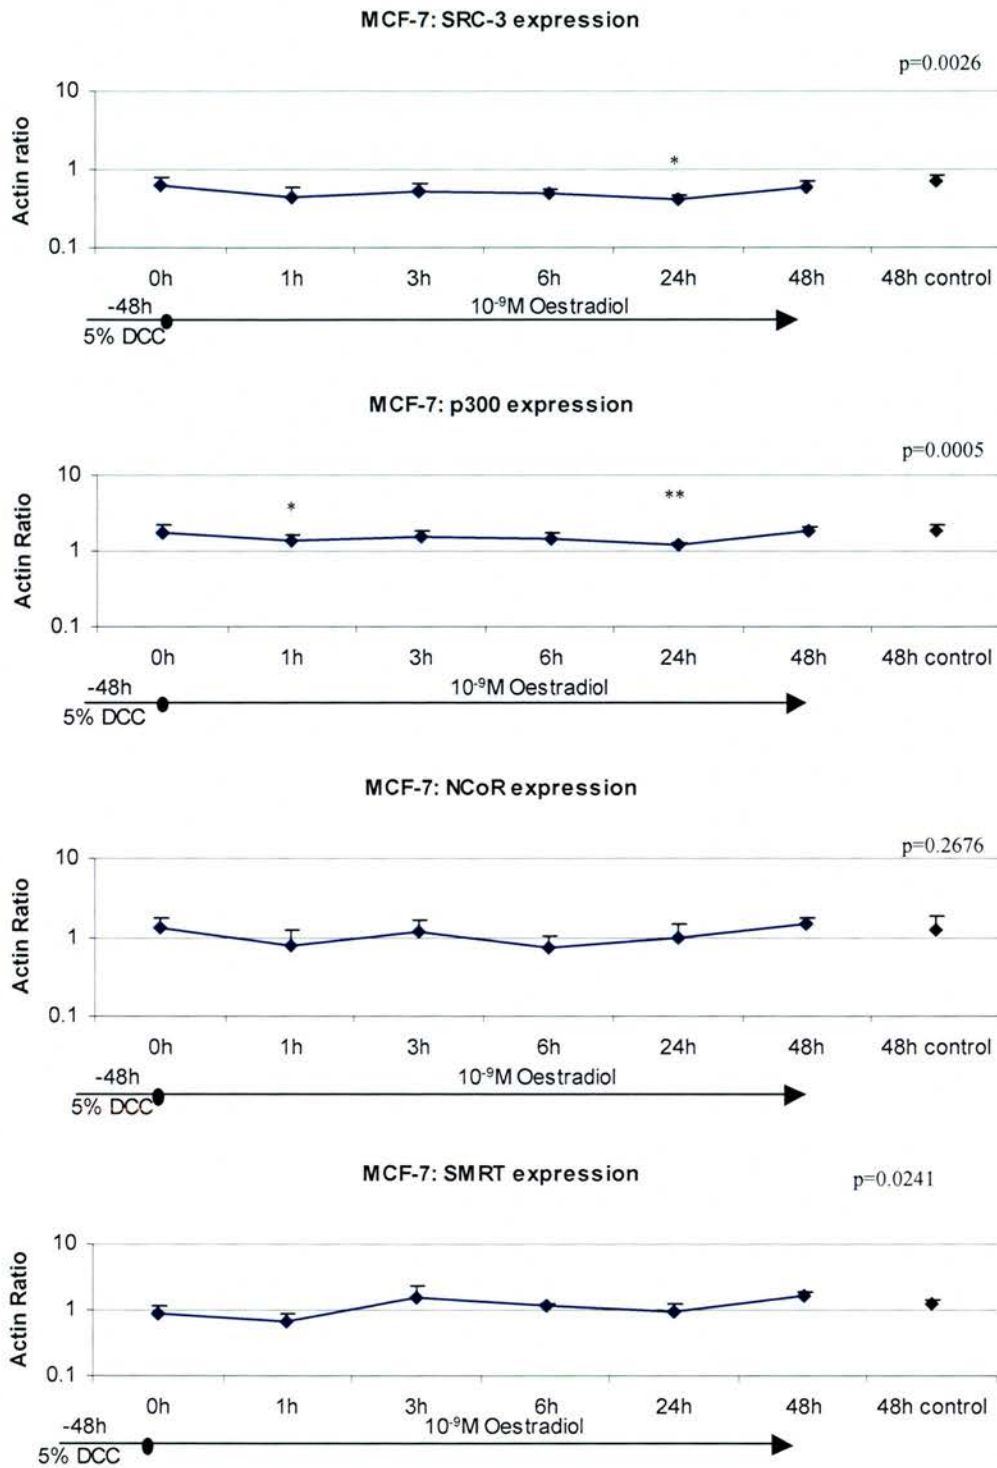 MCF-7: SRC-3 expression
p=0.0026
Actin ratio
10
1
0.1
*
0h 1h 3h 6h 24h 48h 48h control
-48h 10⁻⁹M Oestradiol
5% DCC
MCF-7: p300 expression
p=0.0005
Actin Ratio
10
1
0.1
* **
0h 1h 3h 6h 24h 48h 48h control
-48h 10⁻⁹M Oestradiol
5% DCC
MCF-7: NCoR expression
p=0.2676
Actin Ratio
10
1
0.1
0h 1h 3h 6h 24h 48h 48h control
-48h 10⁻⁹M Oestradiol
5% DCC
MCF-7: SMRT expression
p=0.0241
Actin Ratio
10
1
0.1
0h 1h 3h 6h 24h 48h 48h control
-48h 10⁻⁹M Oestradiol
5% DCC